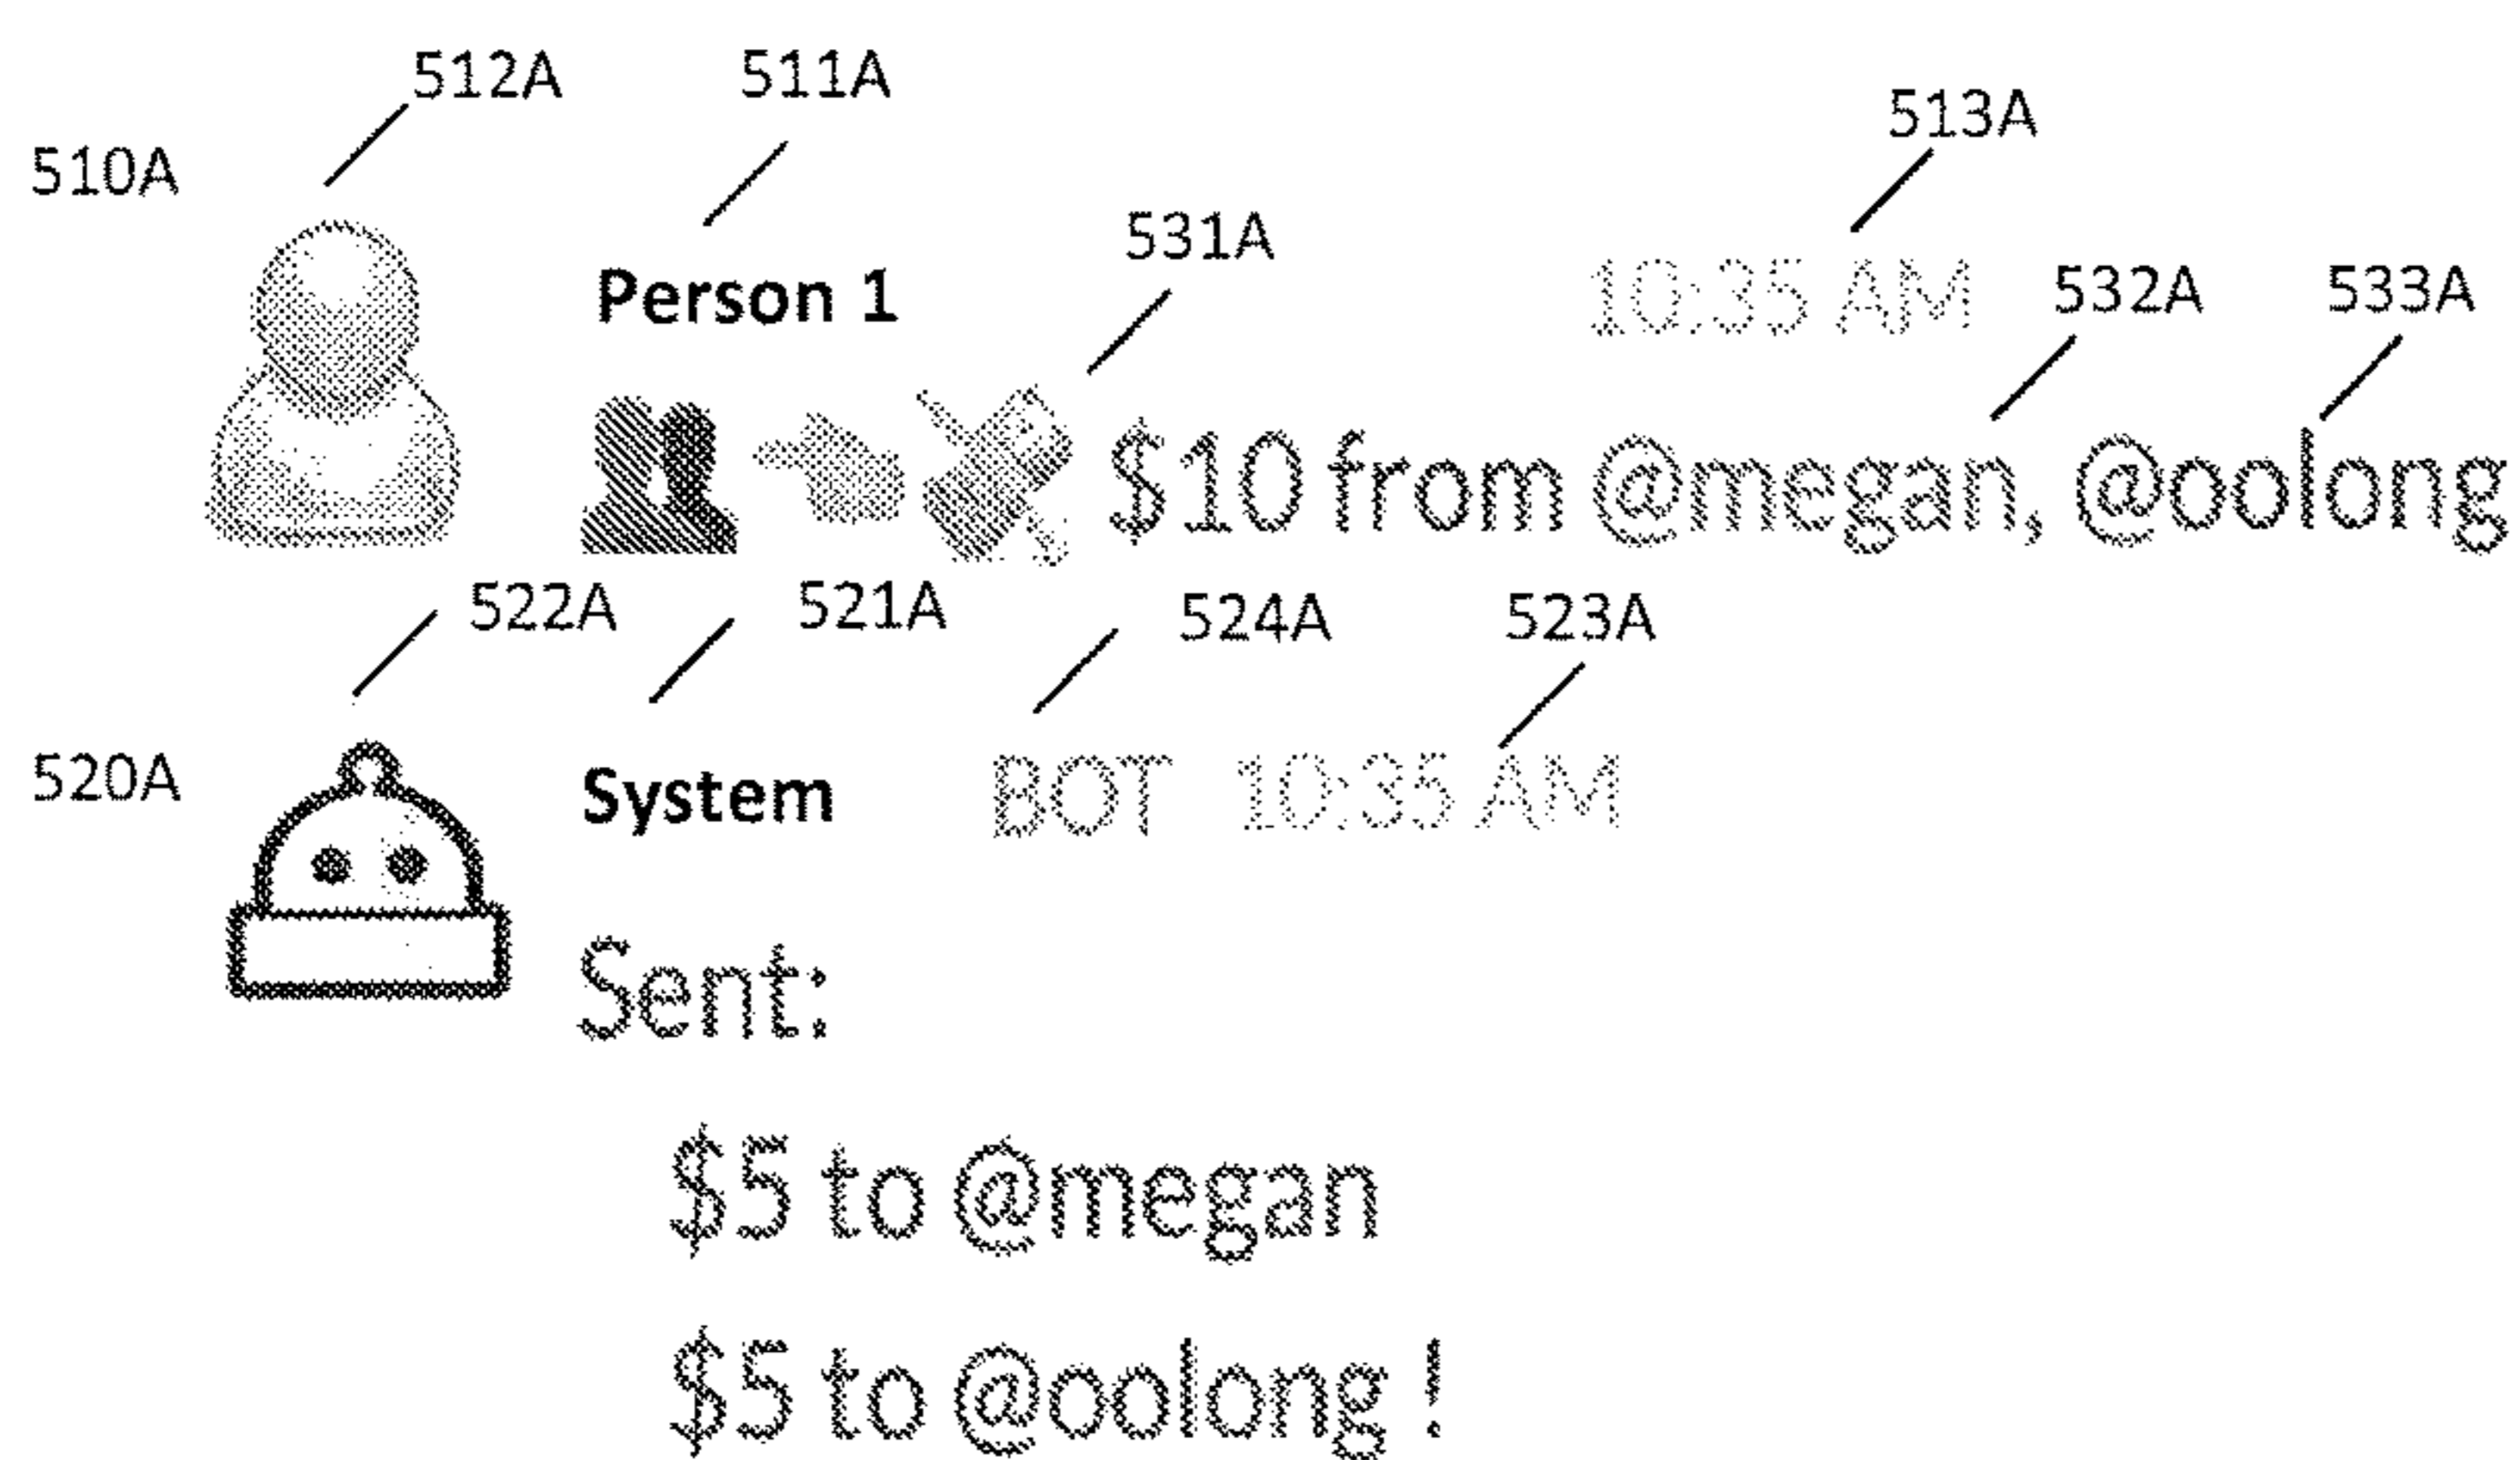 512A 511A 513A
510A
531A
Person 1 10:35 AM 532A 533A
$10 from @megan, @oolong
522A 521A 524A 523A
520A System BOT 10:35 AM
Sent:
$5 to @megan
$5 to @oolong !